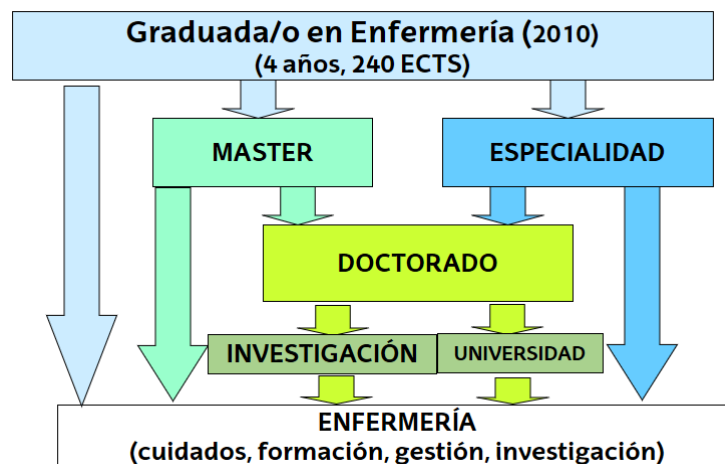 Graduada/o en Enfermería (2010)
(4 años, 240 ECTS)
MASTER
ESPECIALIDAD
DOCTORADO
INVESTIGACIÓN
UNIVERSIDAD
ENFERMERÍA
(cuidados, formación, gestión, investigación)